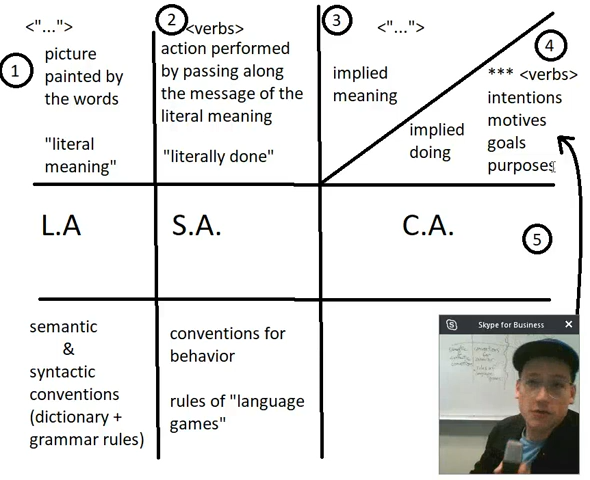 <"...">
1
picture
painted by
the words
"literal
meaning"
2
<verbs>
action performed
by passing along
the message of the
literal meaning
"literally done"
3
<"...">
implied
meaning
implied
doing
4
*** <verbs>
intentions
motives
goals
purposes
L.A
S.A.
C.A.
5
semantic
&
syntactic
conventions
(dictionary +
grammar rules)
conventions for
behavior
rules of "language
games"
Skype for Business